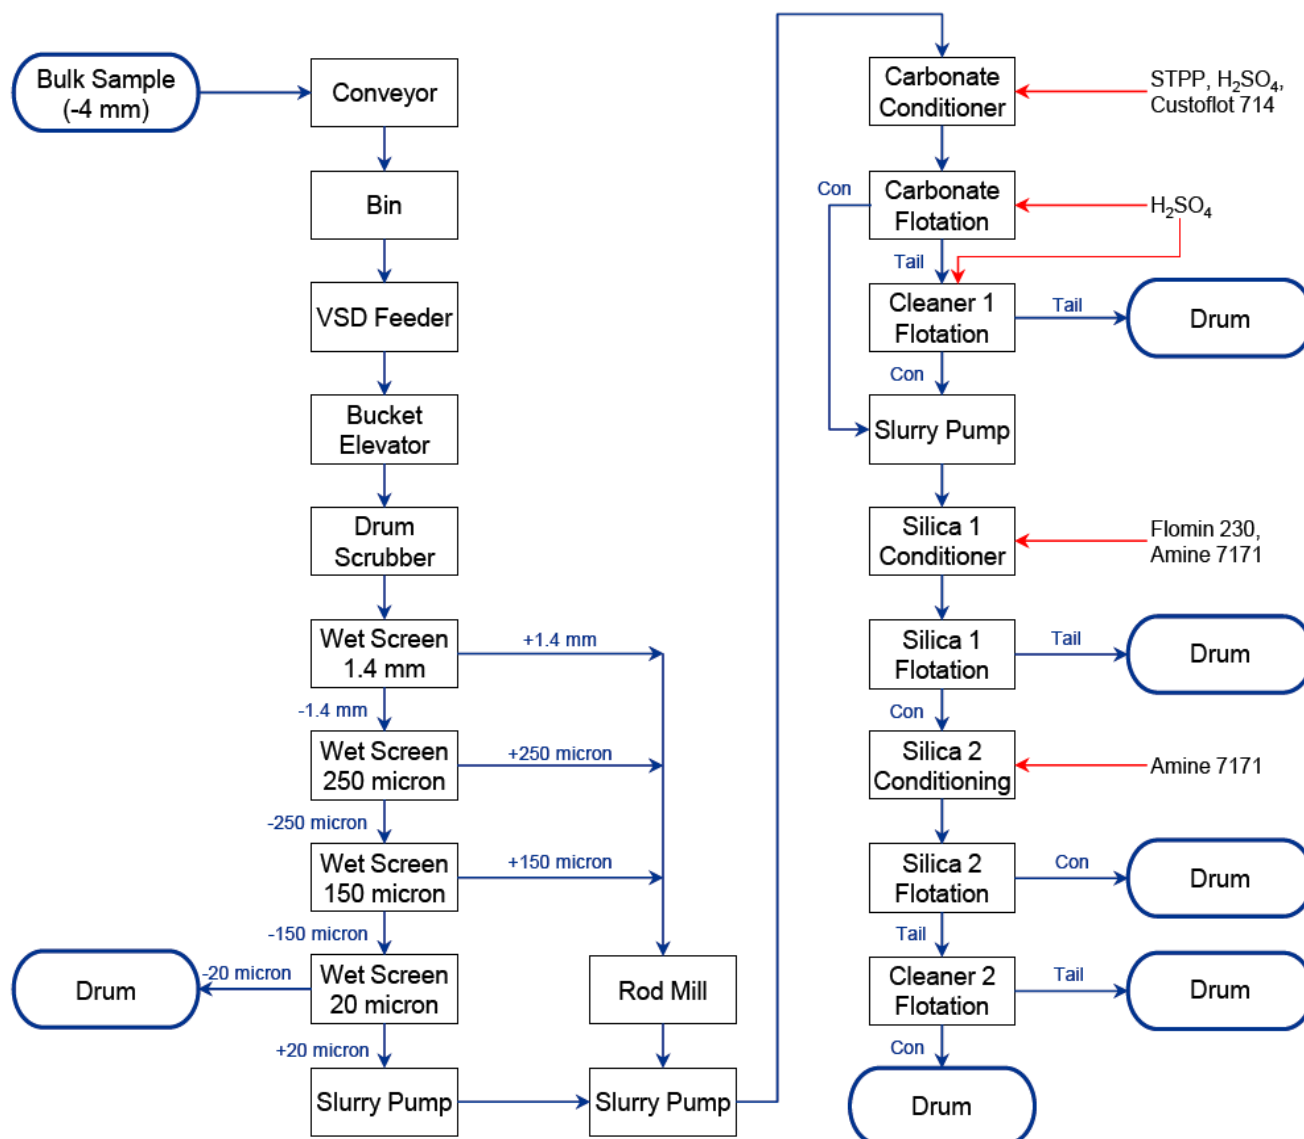 Bulk Sample
(-4 mm)
Conveyor
Bin
VSD Feeder
Bucket
Elevator
Drum
Scrubber
Wet Screen
1.4 mm
+1.4 mm
-1.4 mm
Wet Screen
250 micron
+250 micron
-250 micron
Wet Screen
150 micron
+150 micron
-150 micron
Wet Screen
20 micron
-20 micron
Drum
+20 micron
Slurry Pump
Rod Mill
Slurry Pump
Carbonate
Conditioner
STPP, H₂SO₄,
Custoflot 714
Con
Carbonate
Flotation
H₂SO₄
Tail
Cleaner 1
Flotation
Tail
Drum
Con
Slurry Pump
Silica 1
Conditioner
Flomin 230,
Amine 7171
Silica 1
Flotation
Tail
Drum
Con
Silica 2
Conditioning
Amine 7171
Silica 2
Flotation
Con
Drum
Tail
Cleaner 2
Flotation
Tail
Drum
Con
Drum